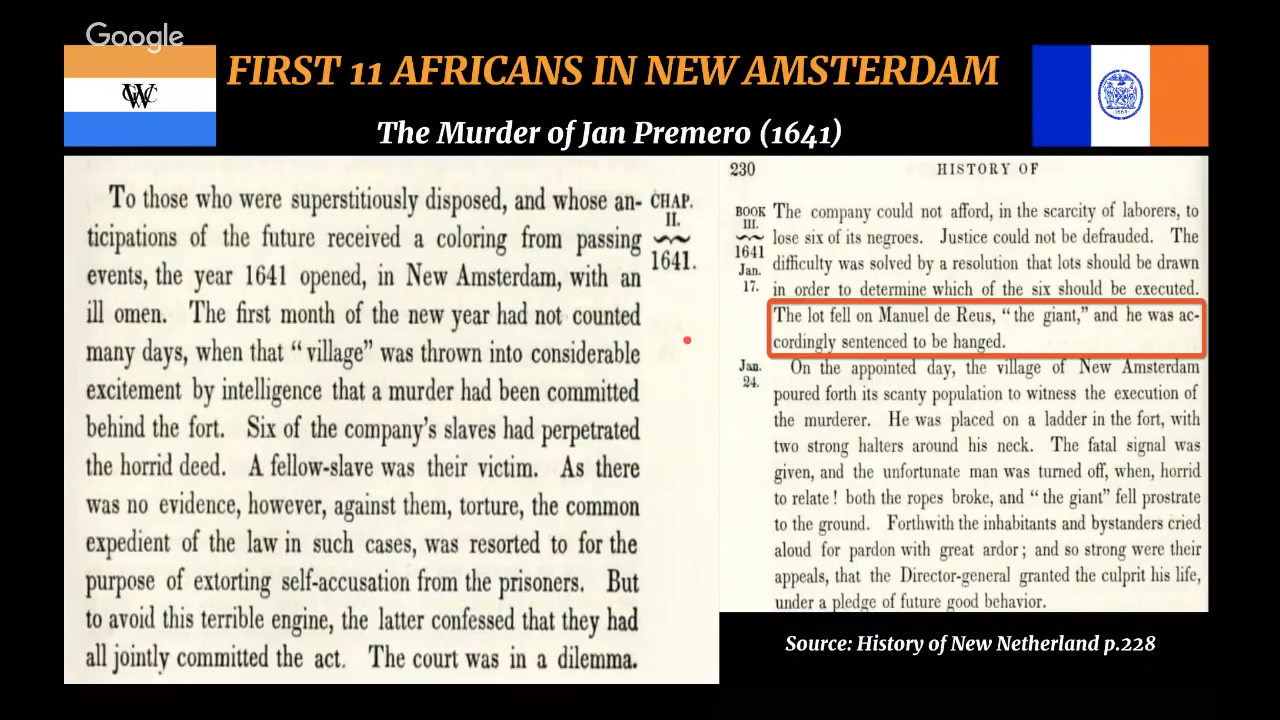 Google
FIRST 11 AFRICANS IN NEW AMSTERDAM
The Murder of Jan Premero (1641)
To those who were superstitiously disposed, and whose an-
ticipations of the future received a coloring from passing
events, the year 1641 opened, in New Amsterdam, with an
ill omen. The first month of the new year had not counted
many days, when that “village” was thrown into considerable
excitement by intelligence that a murder had been committed
behind the fort. Six of the company’s slaves had perpetrated
the horrid deed. A fellow-slave was their victim. As there
was no evidence, however, against them, torture, the common
expedient of the law in such cases, was resorted to for the
purpose of extorting self-accusation from the prisoners. But
to avoid this terrible engine, the latter confessed that they had
all jointly committed the act. The court was in a dilemma.
CHAP.
II.
1641.
230 HISTORY OF
BOOK
III.
1641
Jan.
17.
The company could not afford, in the scarcity of laborers, to
lose six of its negroes. Justice could not be defrauded. The
difficulty was solved by a resolution that lots should be drawn
in order to determine which of the six should be executed.
The lot fell on Manuel de Reus, “the giant,” and he was ac-
cordingly sentenced to be hanged.
Jan.
24.
On the appointed day, the village of New Amsterdam
poured forth its scanty population to witness the execution of
the murderer. He was placed on a ladder in the fort, with
two strong halters around his neck. The fatal signal was
given, and the unfortunate man was turned off, when, horrid
to relate! both the ropes broke, and “the giant” fell prostrate
to the ground. Forthwith the inhabitants and bystanders cried
aloud for pardon with great ardor; and so strong were their
appeals, that the Director-general granted the culprit his life,
under a pledge of future good behavior.
Source: History of New Netherland p.228